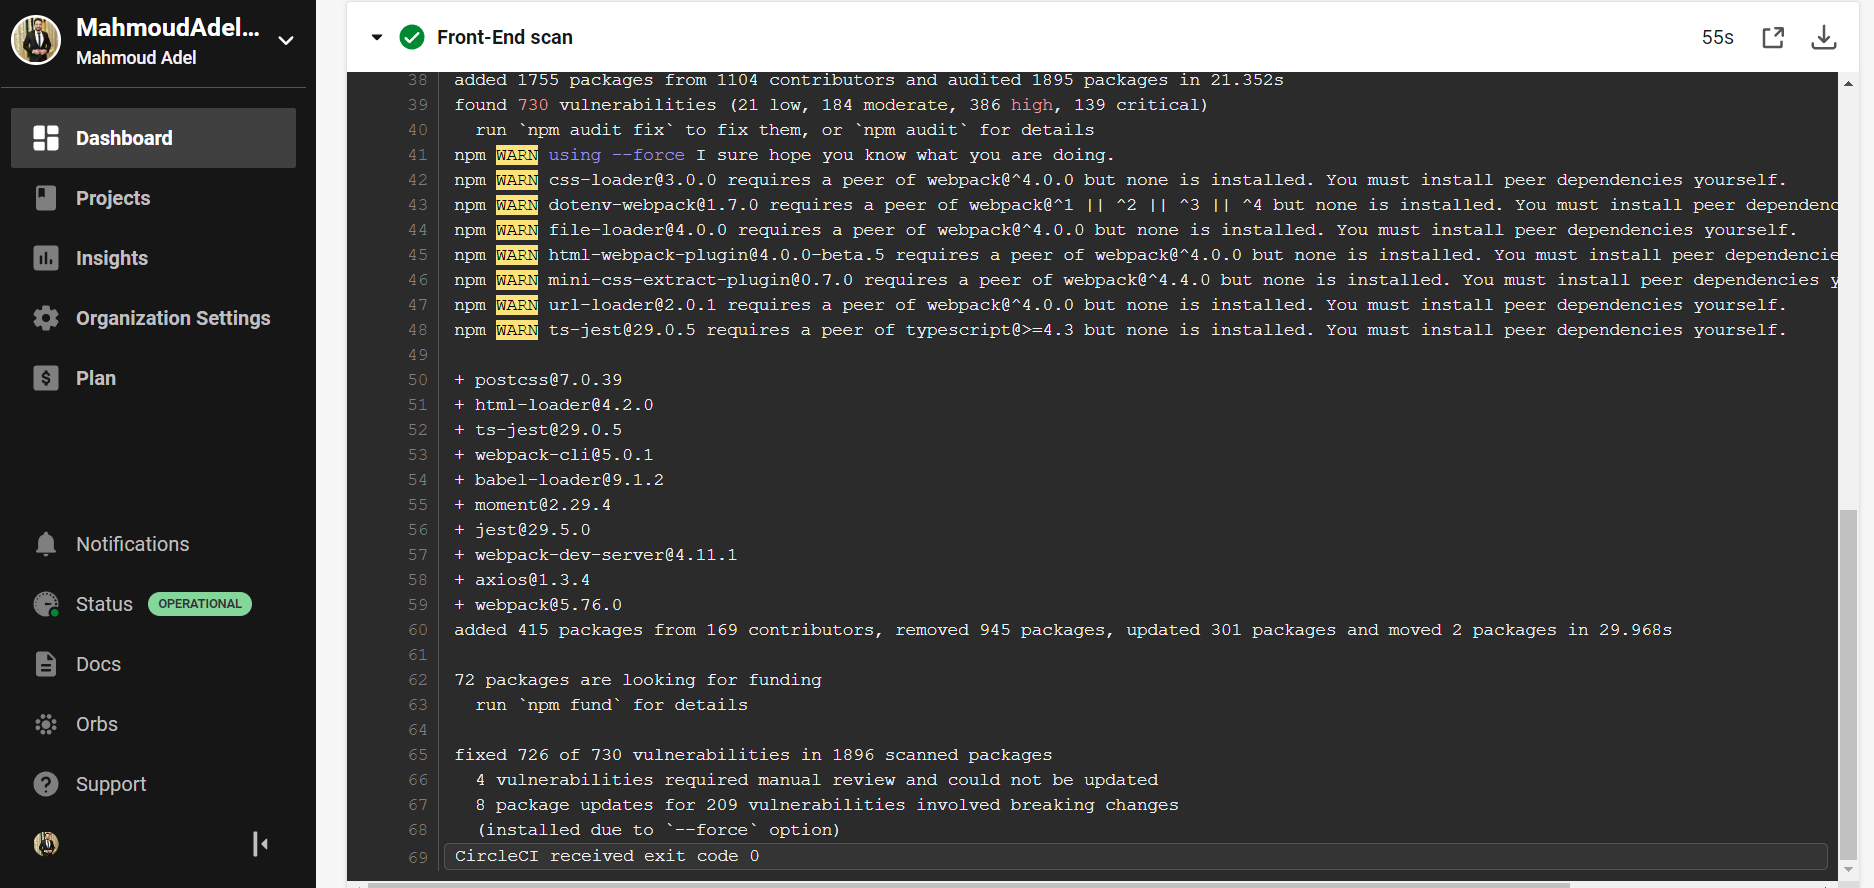 MahmoudAdel...
Mahmoud Adel
Dashboard
Projects
Insights
Organization Settings
Plan
Notifications
Status OPERATIONAL
Docs
Orbs
Support
Front-End scan 55s
38 added 1755 packages from 1104 contributors and audited 1895 packages in 21.352s
39 found 730 vulnerabilities (21 low, 184 moderate, 386 high, 139 critical)
40 run `npm audit fix` to fix them, or `npm audit` for details
41 npm WARN using --force I sure hope you know what you are doing.
42 npm WARN css-loader@3.0.0 requires a peer of webpack@^4.0.0 but none is installed. You must install peer dependencies yourself.
43 npm WARN dotenv-webpack@1.7.0 requires a peer of webpack@^1 || ^2 || ^3 || ^4 but none is installed. You must install peer dependenc
44 npm WARN file-loader@4.0.0 requires a peer of webpack@^4.0.0 but none is installed. You must install peer dependencies yourself.
45 npm WARN html-webpack-plugin@4.0.0-beta.5 requires a peer of webpack@^4.0.0 but none is installed. You must install peer dependencie
46 npm WARN mini-css-extract-plugin@0.7.0 requires a peer of webpack@^4.4.0 but none is installed. You must install peer dependencies y
47 npm WARN url-loader@2.0.1 requires a peer of webpack@^4.0.0 but none is installed. You must install peer dependencies yourself.
48 npm WARN ts-jest@29.0.5 requires a peer of typescript@>=4.3 but none is installed. You must install peer dependencies yourself.
49
50 + postcss@7.0.39
51 + html-loader@4.2.0
52 + ts-jest@29.0.5
53 + webpack-cli@5.0.1
54 + babel-loader@9.1.2
55 + moment@2.29.4
56 + jest@29.5.0
57 + webpack-dev-server@4.11.1
58 + axios@1.3.4
59 + webpack@5.76.0
60 added 415 packages from 169 contributors, removed 945 packages, updated 301 packages and moved 2 packages in 29.968s
61
62 72 packages are looking for funding
63 run `npm fund` for details
64
65 fixed 726 of 730 vulnerabilities in 1896 scanned packages
66 4 vulnerabilities required manual review and could not be updated
67 8 package updates for 209 vulnerabilities involved breaking changes
68 (installed due to `--force` option)
69 CircleCI received exit code 0